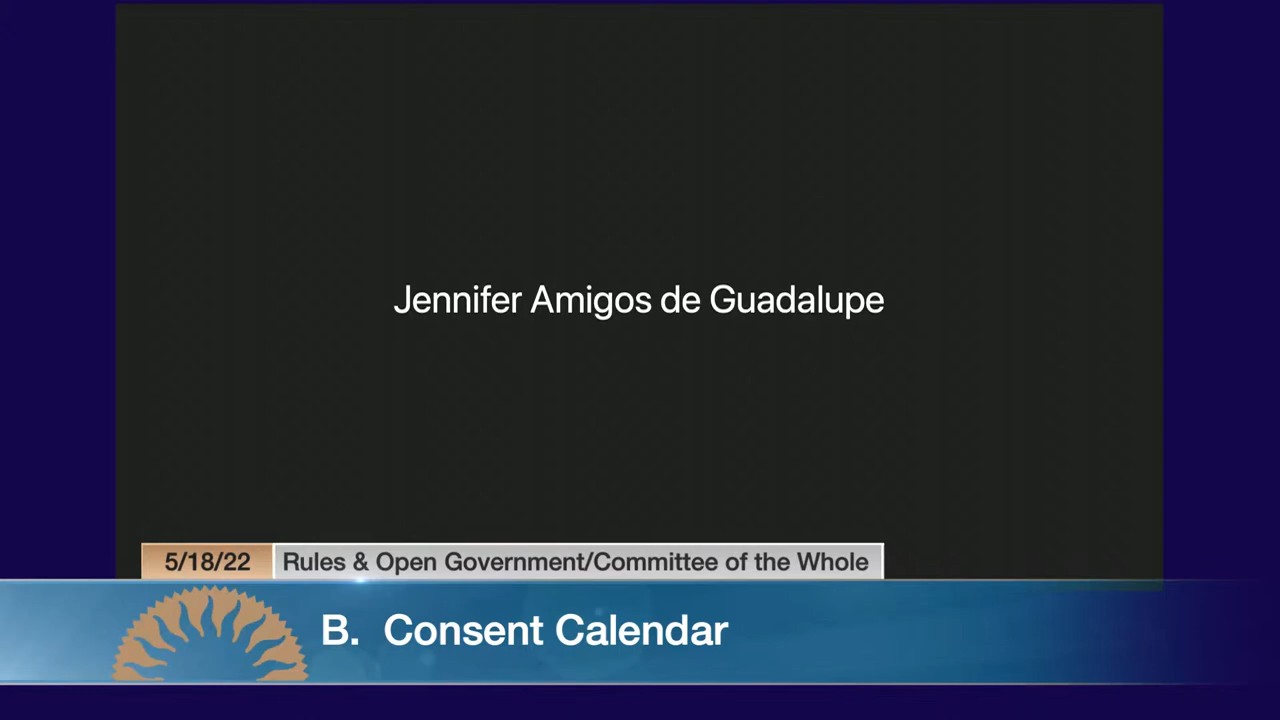 Jennifer Amigos de Guadalupe
5/18/22 Rules & Open Government/Committee of the Whole
B. Consent Calendar